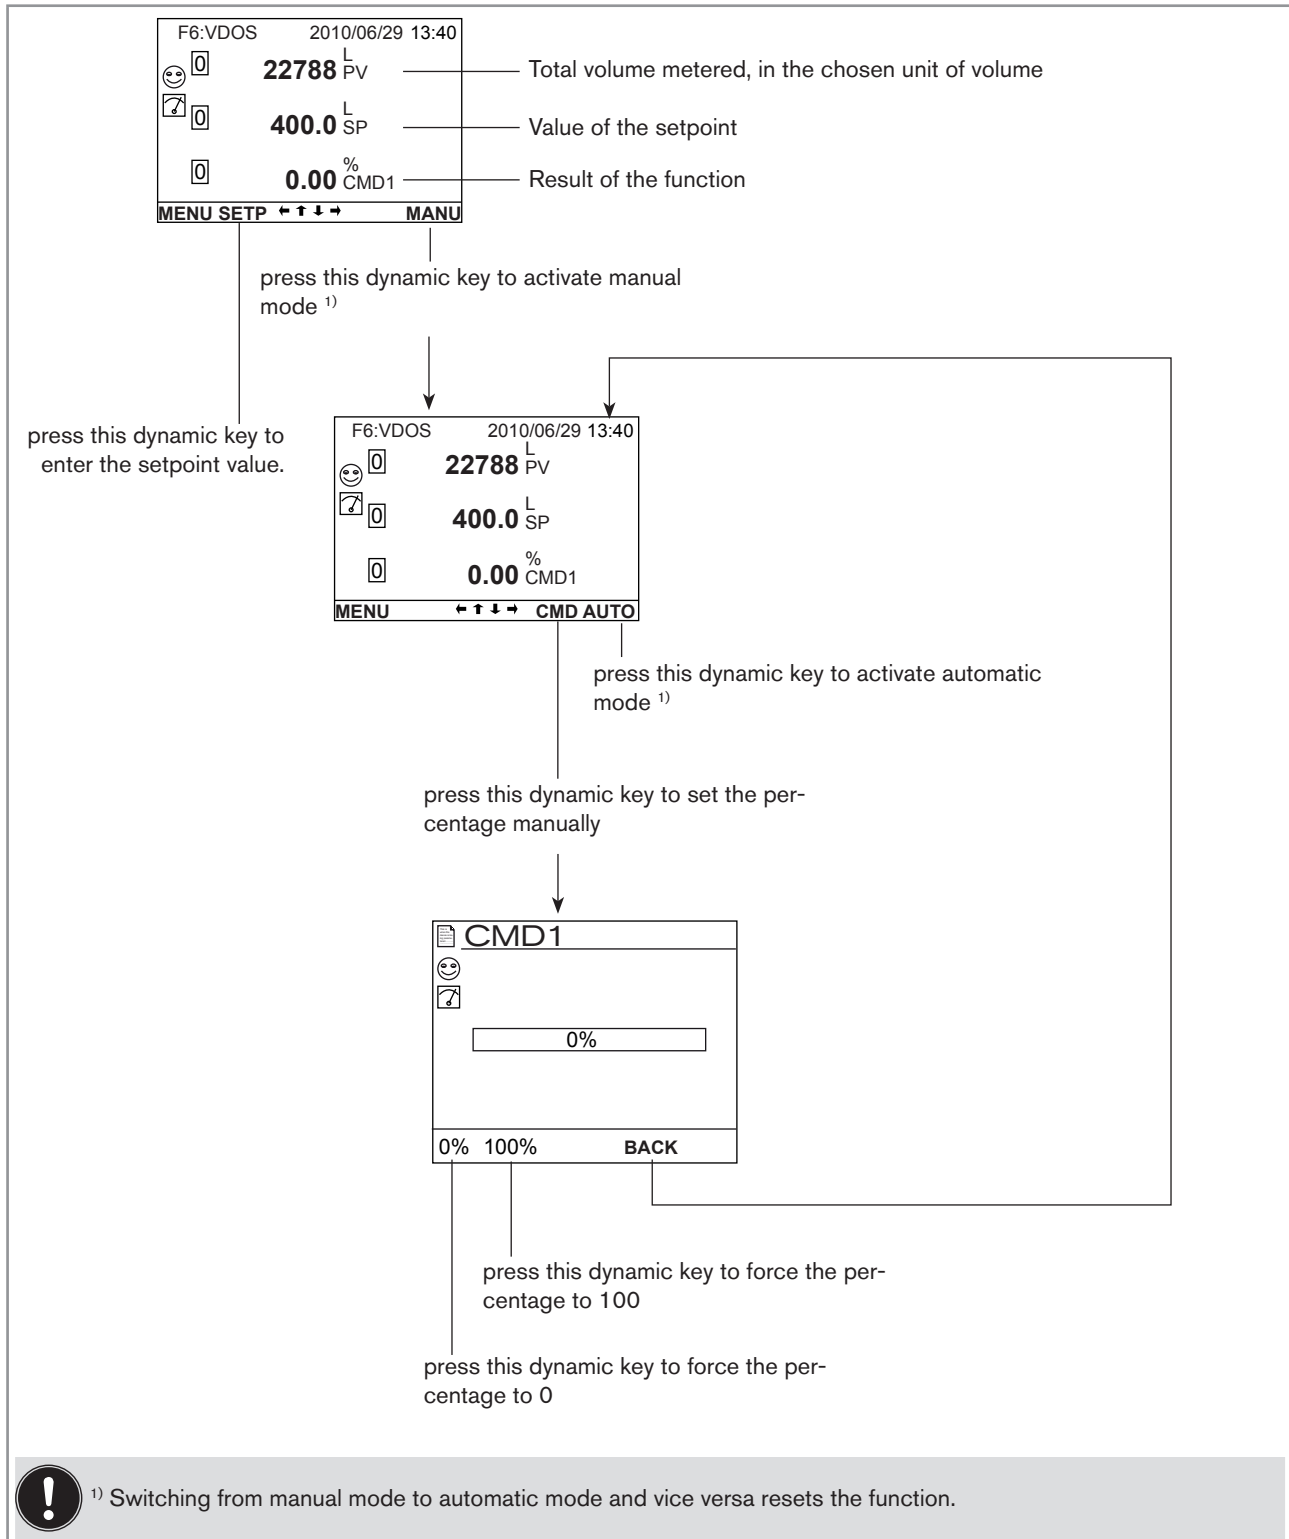 F6:VDOS 2010/06/29 13:40
0 22788 L PV
Total volume metered, in the chosen unit of volume
0 400.0 L SP
Value of the setpoint
0 0.00 % CMD1
Result of the function
MENU SETP ← ↑ ↓ → MANU
press this dynamic key to activate manual
mode 1)
press this dynamic key to
enter the setpoint value.
F6:VDOS 2010/06/29 13:40
0 22788 L PV
0 400.0 L SP
0 0.00 % CMD1
MENU ← ↑ ↓ → CMD AUTO
press this dynamic key to activate automatic
mode 1)
press this dynamic key to set the per-
centage manually
CMD1
0%
0% 100% BACK
press this dynamic key to force the per-
centage to 100
press this dynamic key to force the per-
centage to 0
! 1) Switching from manual mode to automatic mode and vice versa resets the function.